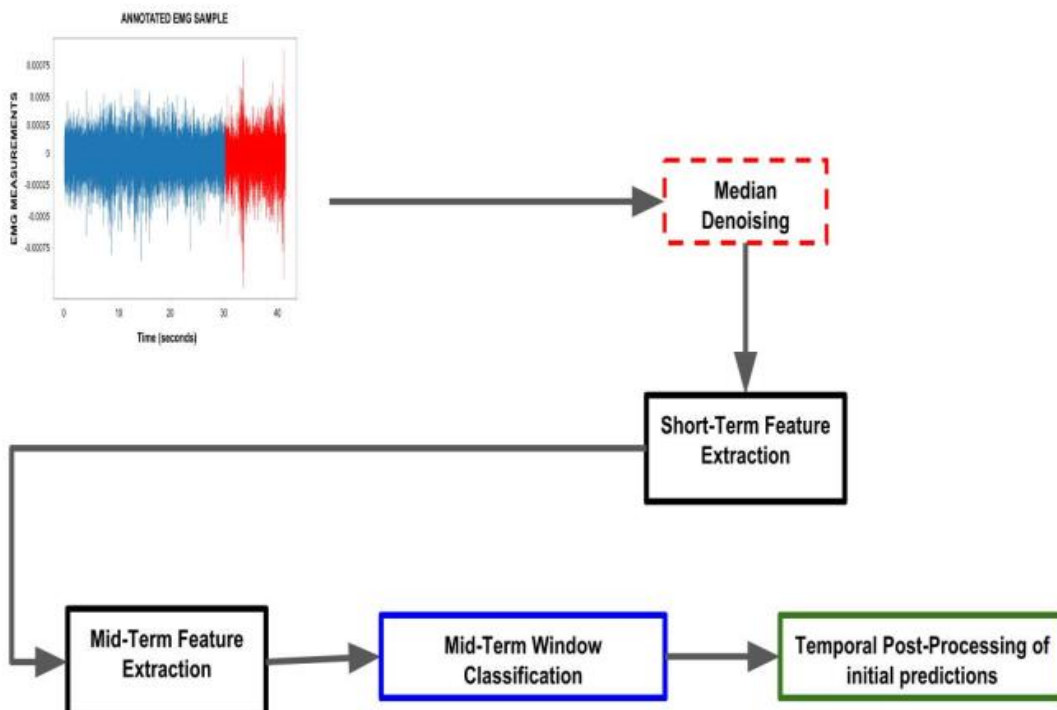 ANNOTATED EMG SAMPLE
0.00075
0.0005
0.00025
0
-0.00025
-0.0005
-0.00075
EMG MEASUREMENTS
0 10 20 30 40
Time (seconds)
Median
Denoising
Short-Term Feature
Extraction
Mid-Term Feature
Extraction
Mid-Term Window
Classification
Temporal Post-Processing of
initial predictions